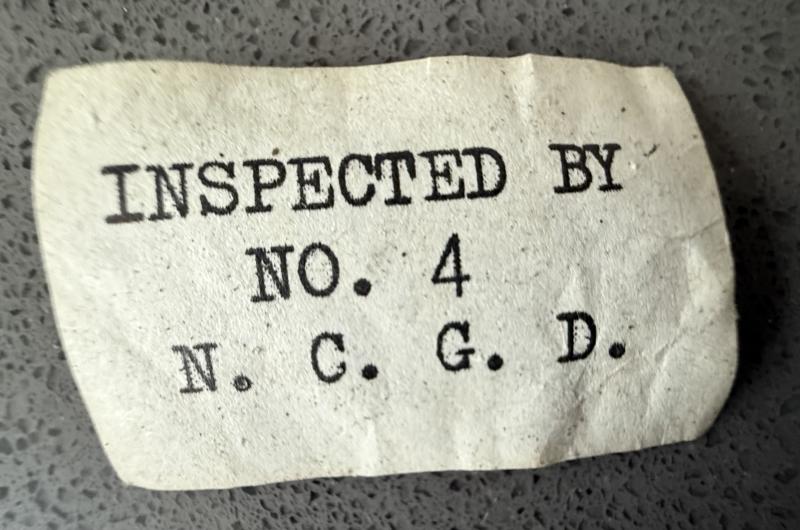 INSPECTED BY
NO. 4
N. C. G. D.